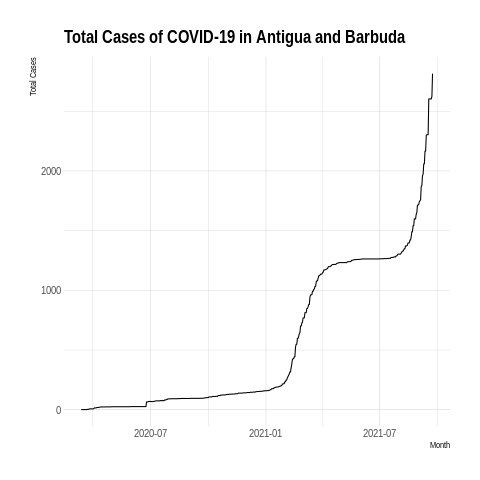 Total Cases of COVID-19 in Antigua and Barbuda
Total Cases
2000
1000
0
2020-07 2021-01 2021-07
Month